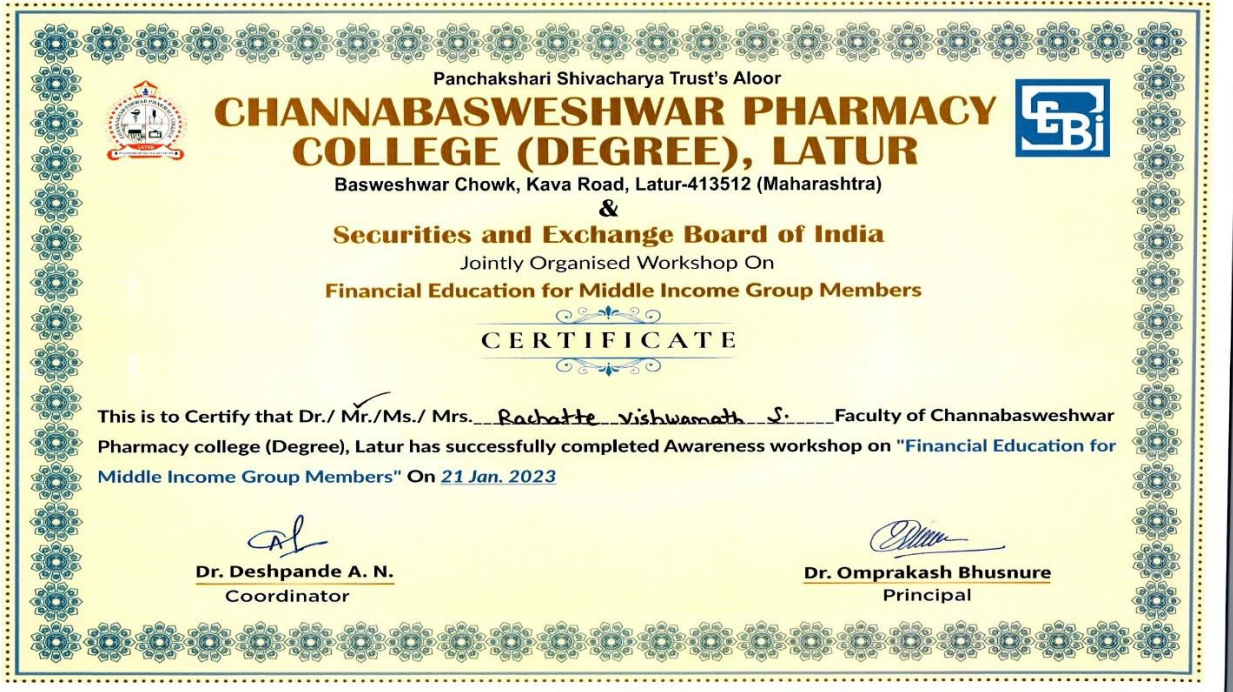 Panchakshari Shivacharya Trust's Aloor
CHANNABASWESHWAR PHARMACY
COLLEGE (DEGREE), LATUR
SEBI
LATUR
Basweshwar Chowk, Kava Road, Latur-413512 (Maharashtra)
&
Securities and Exchange Board of India
Jointly Organised Workshop On
Financial Education for Middle Income Group Members
CERTIFICATE
This is to Certify that Dr./ Mr./Ms./ Mrs. Rachatte Vishwanath S. Faculty of Channabasweshwar
Pharmacy college (Degree), Latur has successfully completed Awareness workshop on "Financial Education for
Middle Income Group Members" On 21 Jan. 2023
Dr. Deshpande A. N.
Coordinator
Dr. Omprakash Bhusnure
Principal